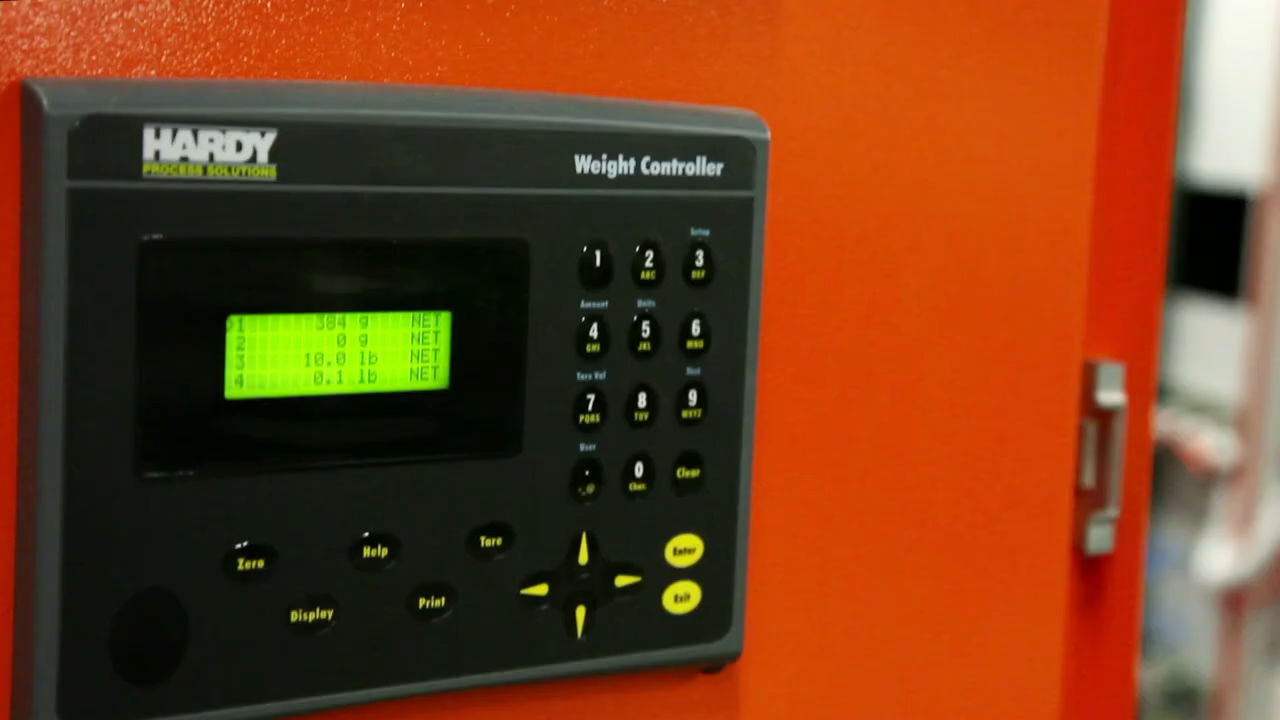 HARDY
PROCESS SOLUTIONS
Weight Controller
1 384 g NET
2 0 g NET
3 10.0 lb NET
4 0.1 lb NET
Setup
1 2 3
ABC DEF
Amount Units
4 5 6
GHI JKL MNO
Tare Val Test
7 8 9
PQRS TUV WXYZ
User
. 0 Clear
-_@ Char.
Zero Help Tare
Display Print
Enter
Exit